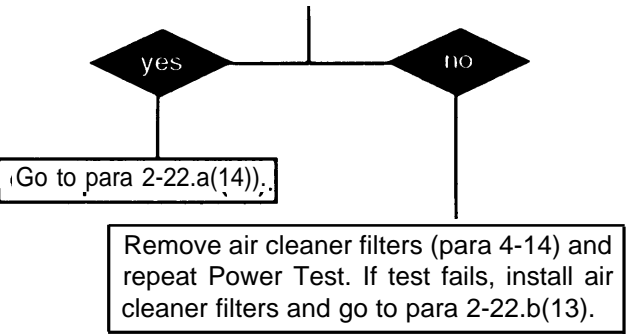 yes
no
(Go to para 2-22.a(14)).
Remove air cleaner filters (para 4-14) and
repeat Power Test. If test fails, install air
cleaner filters and go to para 2-22.b(13).